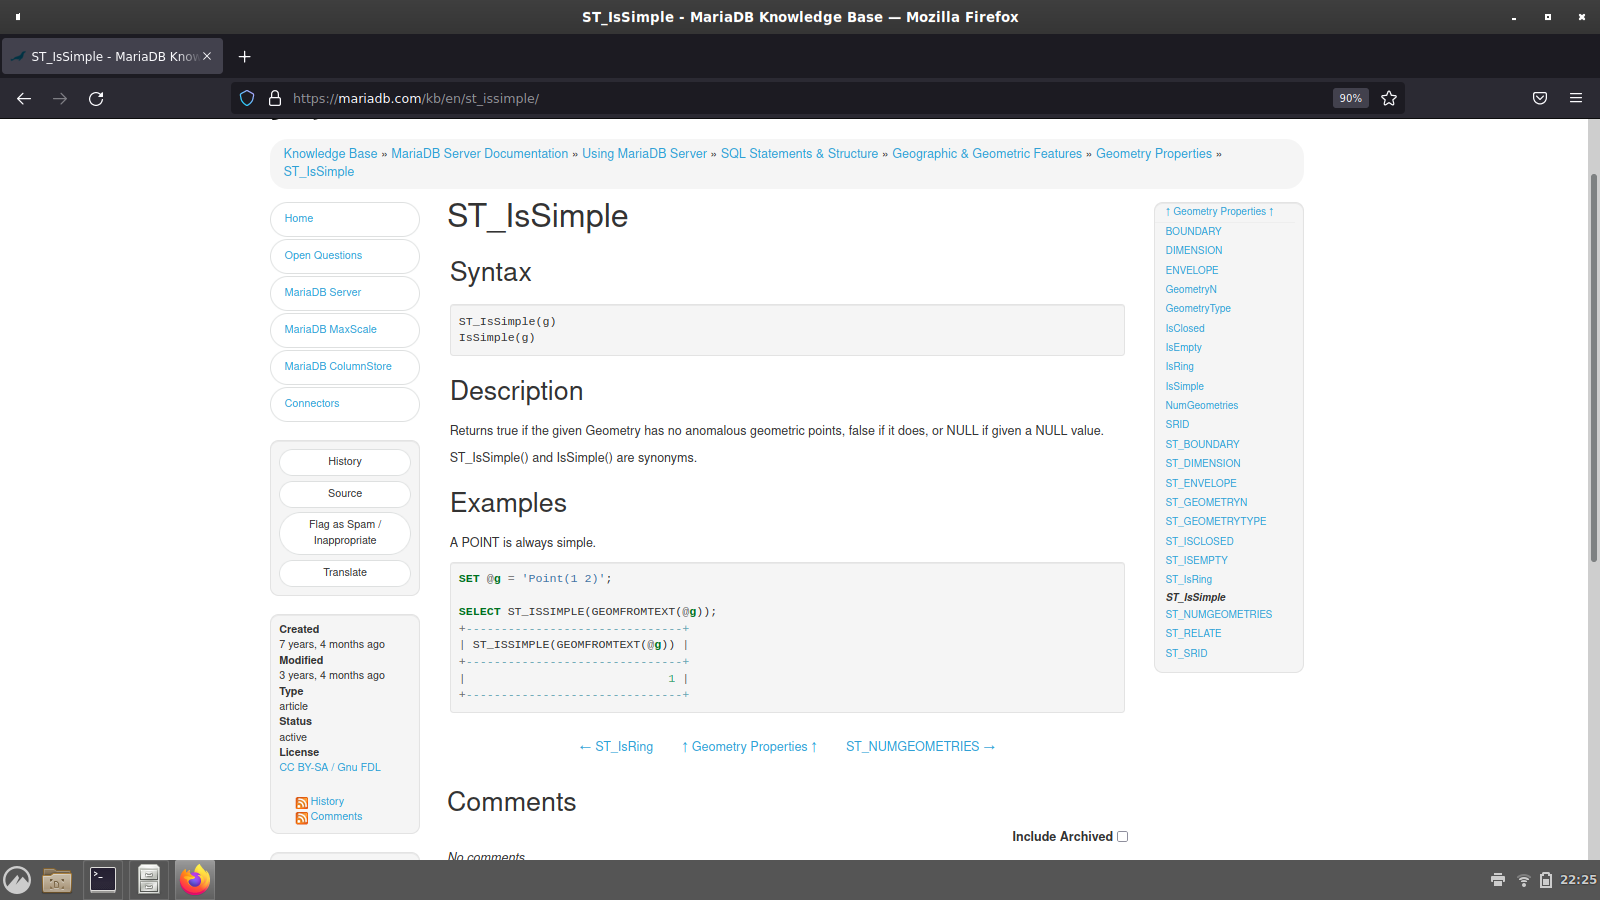 ST_IsSimple - MariaDB Knowledge Base — Mozilla Firefox
ST_IsSimple - MariaDB Know
https://mariadb.com/kb/en/st_issimple/
90%
Knowledge Base » MariaDB Server Documentation » Using MariaDB Server » SQL Statements & Structure » Geographic & Geometric Features » Geometry Properties »
ST_IsSimple
Home
Open Questions
MariaDB Server
MariaDB MaxScale
MariaDB ColumnStore
Connectors
History
Source
Flag as Spam /
Inappropriate
Translate
Created
7 years, 4 months ago
Modified
3 years, 4 months ago
Type
article
Status
active
License
CC BY-SA / Gnu FDL
History
Comments
ST_IsSimple
Syntax
ST_IsSimple(g)
IsSimple(g)
Description
Returns true if the given Geometry has no anomalous geometric points, false if it does, or NULL if given a NULL value.
ST_IsSimple() and IsSimple() are synonyms.
Examples
A POINT is always simple.
SET @g = 'Point(1 2)';
SELECT ST_ISSIMPLE(GEOMFROMTEXT(@g));
+-------------------------------+
| ST_ISSIMPLE(GEOMFROMTEXT(@g)) |
+-------------------------------+
|                             1 |
+-------------------------------+
← ST_IsRing ↑ Geometry Properties ↑ ST_NUMGEOMETRIES →
Comments
Include Archived
No comments
↑ Geometry Properties ↑
BOUNDARY
DIMENSION
ENVELOPE
GeometryN
GeometryType
IsClosed
IsEmpty
IsRing
IsSimple
NumGeometries
SRID
ST_BOUNDARY
ST_DIMENSION
ST_ENVELOPE
ST_GEOMETRYN
ST_GEOMETRYTYPE
ST_ISCLOSED
ST_ISEMPTY
ST_IsRing
ST_IsSimple
ST_NUMGEOMETRIES
ST_RELATE
ST_SRID
22:25